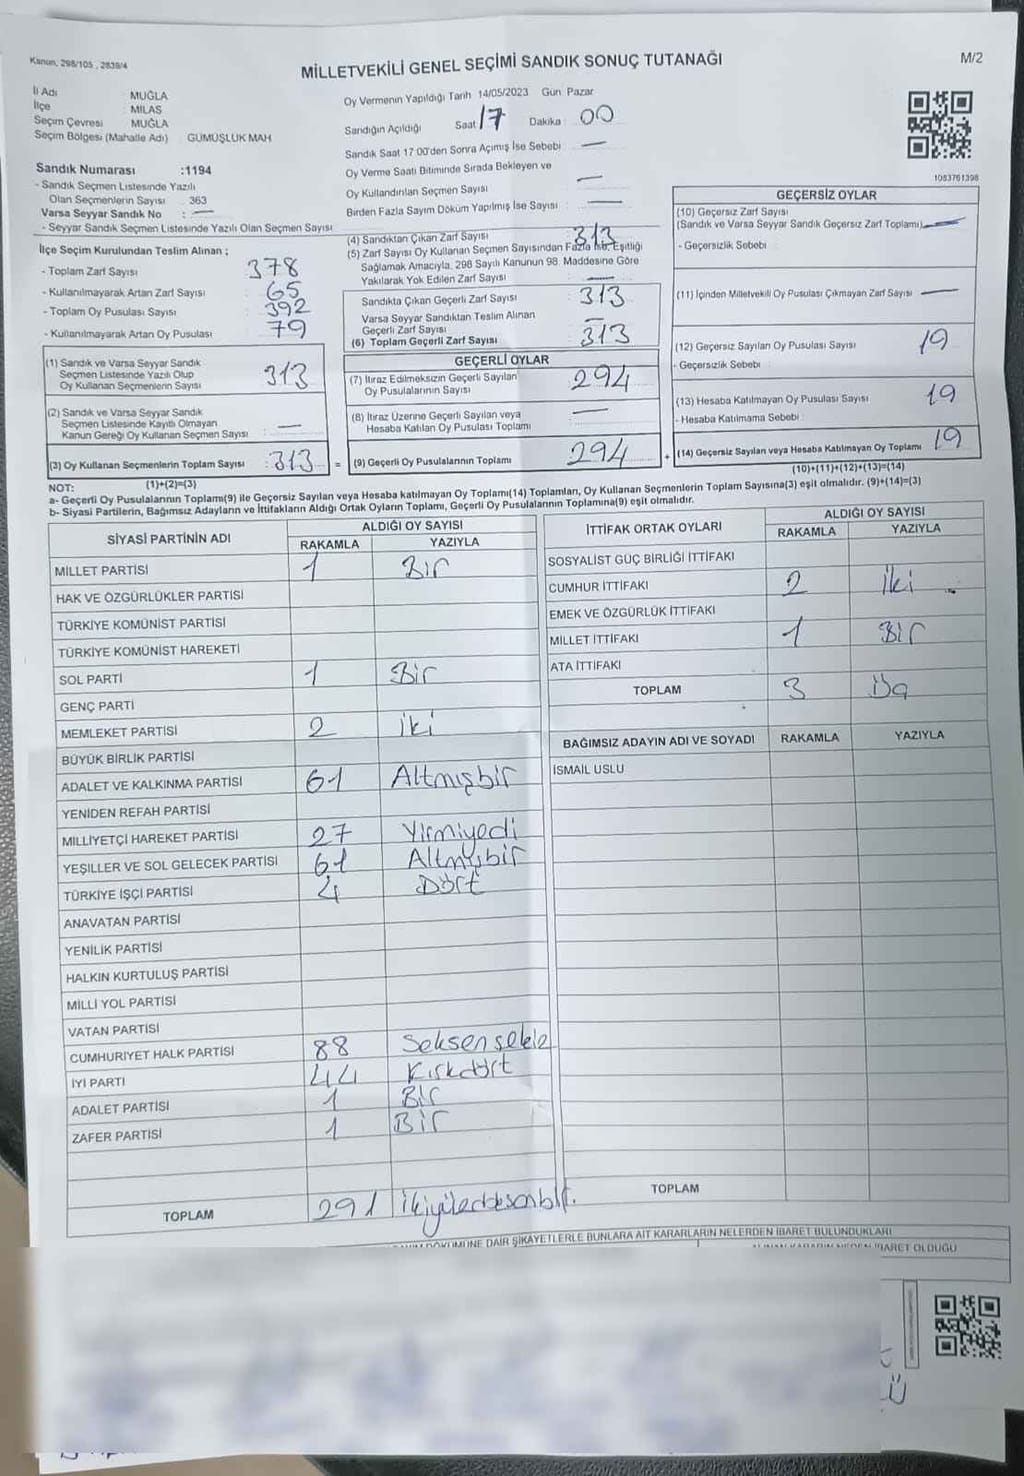 Kanun; 298/105 , 2839/4
MİLLETVEKİLİ GENEL SEÇİMİ SANDIK SONUÇ TUTANAĞI
M/2
İl Adı : MUĞLA
İlçe : MİLAS
Seçim Çevresi : MUĞLA
Seçim Bölgesi (Mahalle Adı) : GÜMÜŞLÜK MAH
Oy Vermenin Yapıldığı Tarih 14/05/2023 Gün Pazar
Sandığın Açıldığı Saat 17 Dakika : 00
Sandık Saat 17:00'den Sonra Açımış İse Sebebi : —
Oy Verme Saati Bitiminde Sırada Bekleyen ve
Oy Kullandırılan Seçmen Sayısı : —
Birden Fazla Sayım Döküm Yapılmış İse Sayısı : —
1083761398
Sandık Numarası :1194
- Sandık Seçmen Listesinde Yazılı
Olan Seçmenlerin Sayısı : 363
Varsa Seyyar Sandık No : —
- Seyyar Sandık Seçmen Listesinde Yazılı Olan Seçmen Sayısı
İlçe Seçim Kurulundan Teslim Alınan ;
- Toplam Zarf Sayısı : 378
- Kullanılmayarak Artan Zarf Sayısı : 65
- Toplam Oy Pusulası Sayısı : 392
- Kullanılmayarak Artan Oy Pusulası : 79
(1) Sandık ve Varsa Seyyar Sandık
Seçmen Listesinde Yazılı Olup
Oy Kullanan Seçmenlerin Sayısı : 313
(2) Sandık ve Varsa Seyyar Sandık
Seçmen Listesinde Kayıtlı Olmayan
Kanun Gereği Oy Kullanan Seçmen Sayısı : —
(3) Oy Kullanan Seçmenlerin Toplam Sayısı :313 =
(1)+(2)=(3)
(4) Sandıktan Çıkan Zarf Sayısı : 313
(5) Zarf Sayısı Oy Kullanan Seçmen Sayısından Fazla İse, Eşitliği
Sağlamak Amacıyla, 298 Sayılı Kanunun 98. Maddesine Göre
Yakılarak Yok Edilen Zarf Sayısı : —
Sandıkta Çıkan Geçerli Zarf Sayısı : 313
Varsa Seyyar Sandıktan Teslim Alınan
Geçerli Zarf Sayısı : —
(6) Toplam Geçerli Zarf Sayısı : 313
GEÇERLİ OYLAR
(7) İtiraz Edilmeksizin Geçerli Sayılan
Oy Pusulalarının Sayısı : 294
(8) İtiraz Üzerine Geçerli Sayılan veya
Hesaba Katılan Oy Pusulası Toplamı : —
(9) Geçerli Oy Pusulalarının Toplamı : 294 +
GEÇERSİZ OYLAR
(10) Geçersiz Zarf Sayısı
(Sandık ve Varsa Seyyar Sandık Geçersiz Zarf Toplamı) —
- Geçersizlik Sebebi :
(11) İçinden Milletvekili Oy Pusulası Çıkmayan Zarf Sayısı : —
(12) Geçersiz Sayılan Oy Pusulası Sayısı : 19
- Geçersizlik Sebebi :
(13) Hesaba Katılmayan Oy Pusulası Sayısı : 19
- Hesaba Katılmama Sebebi :
(14) Geçersiz Sayılan veya Hesaba Katılmayan Oy Toplamı : 19
(10)+(11)+(12)+(13)=(14)
NOT:
a- Geçerli Oy Pusulalarının Toplamı(9) ile Geçersiz Sayılan veya Hesaba katılmayan Oy Toplamı(14) Toplamları, Oy Kullanan Seçmenlerin Toplam Sayısına(3) eşit olmalıdır. (9)+(14)=(3)
b- Siyasi Partilerin, Bağımsız Adayların ve İttifakların Aldığı Ortak Oyların Toplamı, Geçerli Oy Pusulalarının Toplamına(9) eşit olmalıdır.
SİYASİ PARTİNİN ADI ALDIĞI OY SAYISI
RAKAMLA YAZIYLA
MİLLET PARTİSİ 1 Bir
HAK VE ÖZGÜRLÜKLER PARTİSİ
TÜRKİYE KOMÜNİST PARTİSİ
TÜRKİYE KOMÜNİST HAREKETİ
SOL PARTİ 1 Bir
GENÇ PARTİ
MEMLEKET PARTİSİ 2 iki
BÜYÜK BİRLİK PARTİSİ
ADALET VE KALKINMA PARTİSİ 61 Altmışbir
YENİDEN REFAH PARTİSİ
MİLLİYETÇİ HAREKET PARTİSİ 27 Yirmiyedi
YEŞİLLER VE SOL GELECEK PARTİSİ 61 Altmışbir
TÜRKİYE İŞÇİ PARTİSİ 4 Dört
ANAVATAN PARTİSİ
YENİLİK PARTİSİ
HALKIN KURTULUŞ PARTİSİ
MİLLİ YOL PARTİSİ
VATAN PARTİSİ
CUMHURİYET HALK PARTİSİ 88
İYİ PARTİ 44 Kırkdört
ADALET PARTİSİ 1 Bir
ZAFER PARTİSİ 1 Bir
TOPLAM 291
İTTİFAK ORTAK OYLARI ALDIĞI OY SAYISI
RAKAMLA YAZIYLA
SOSYALİST GÜÇ BİRLİĞİ İTTİFAKI
CUMHUR İTTİFAKI 2 iki
EMEK VE ÖZGÜRLÜK İTTİFAKI
MİLLET İTTİFAKI 1 Bir
ATA İTTİFAKI
TOPLAM 3 Üç
BAĞIMSIZ ADAYIN ADI VE SOYADI RAKAMLA YAZIYLA
İSMAİL USLU
TOPLAM
DÖKÜMÜNE DAİR ŞİKAYETLERLE BUNLARA AİT KARARLARIN NELERDEN İBARET BULUNDUKLARI
İBARET OLDUĞU